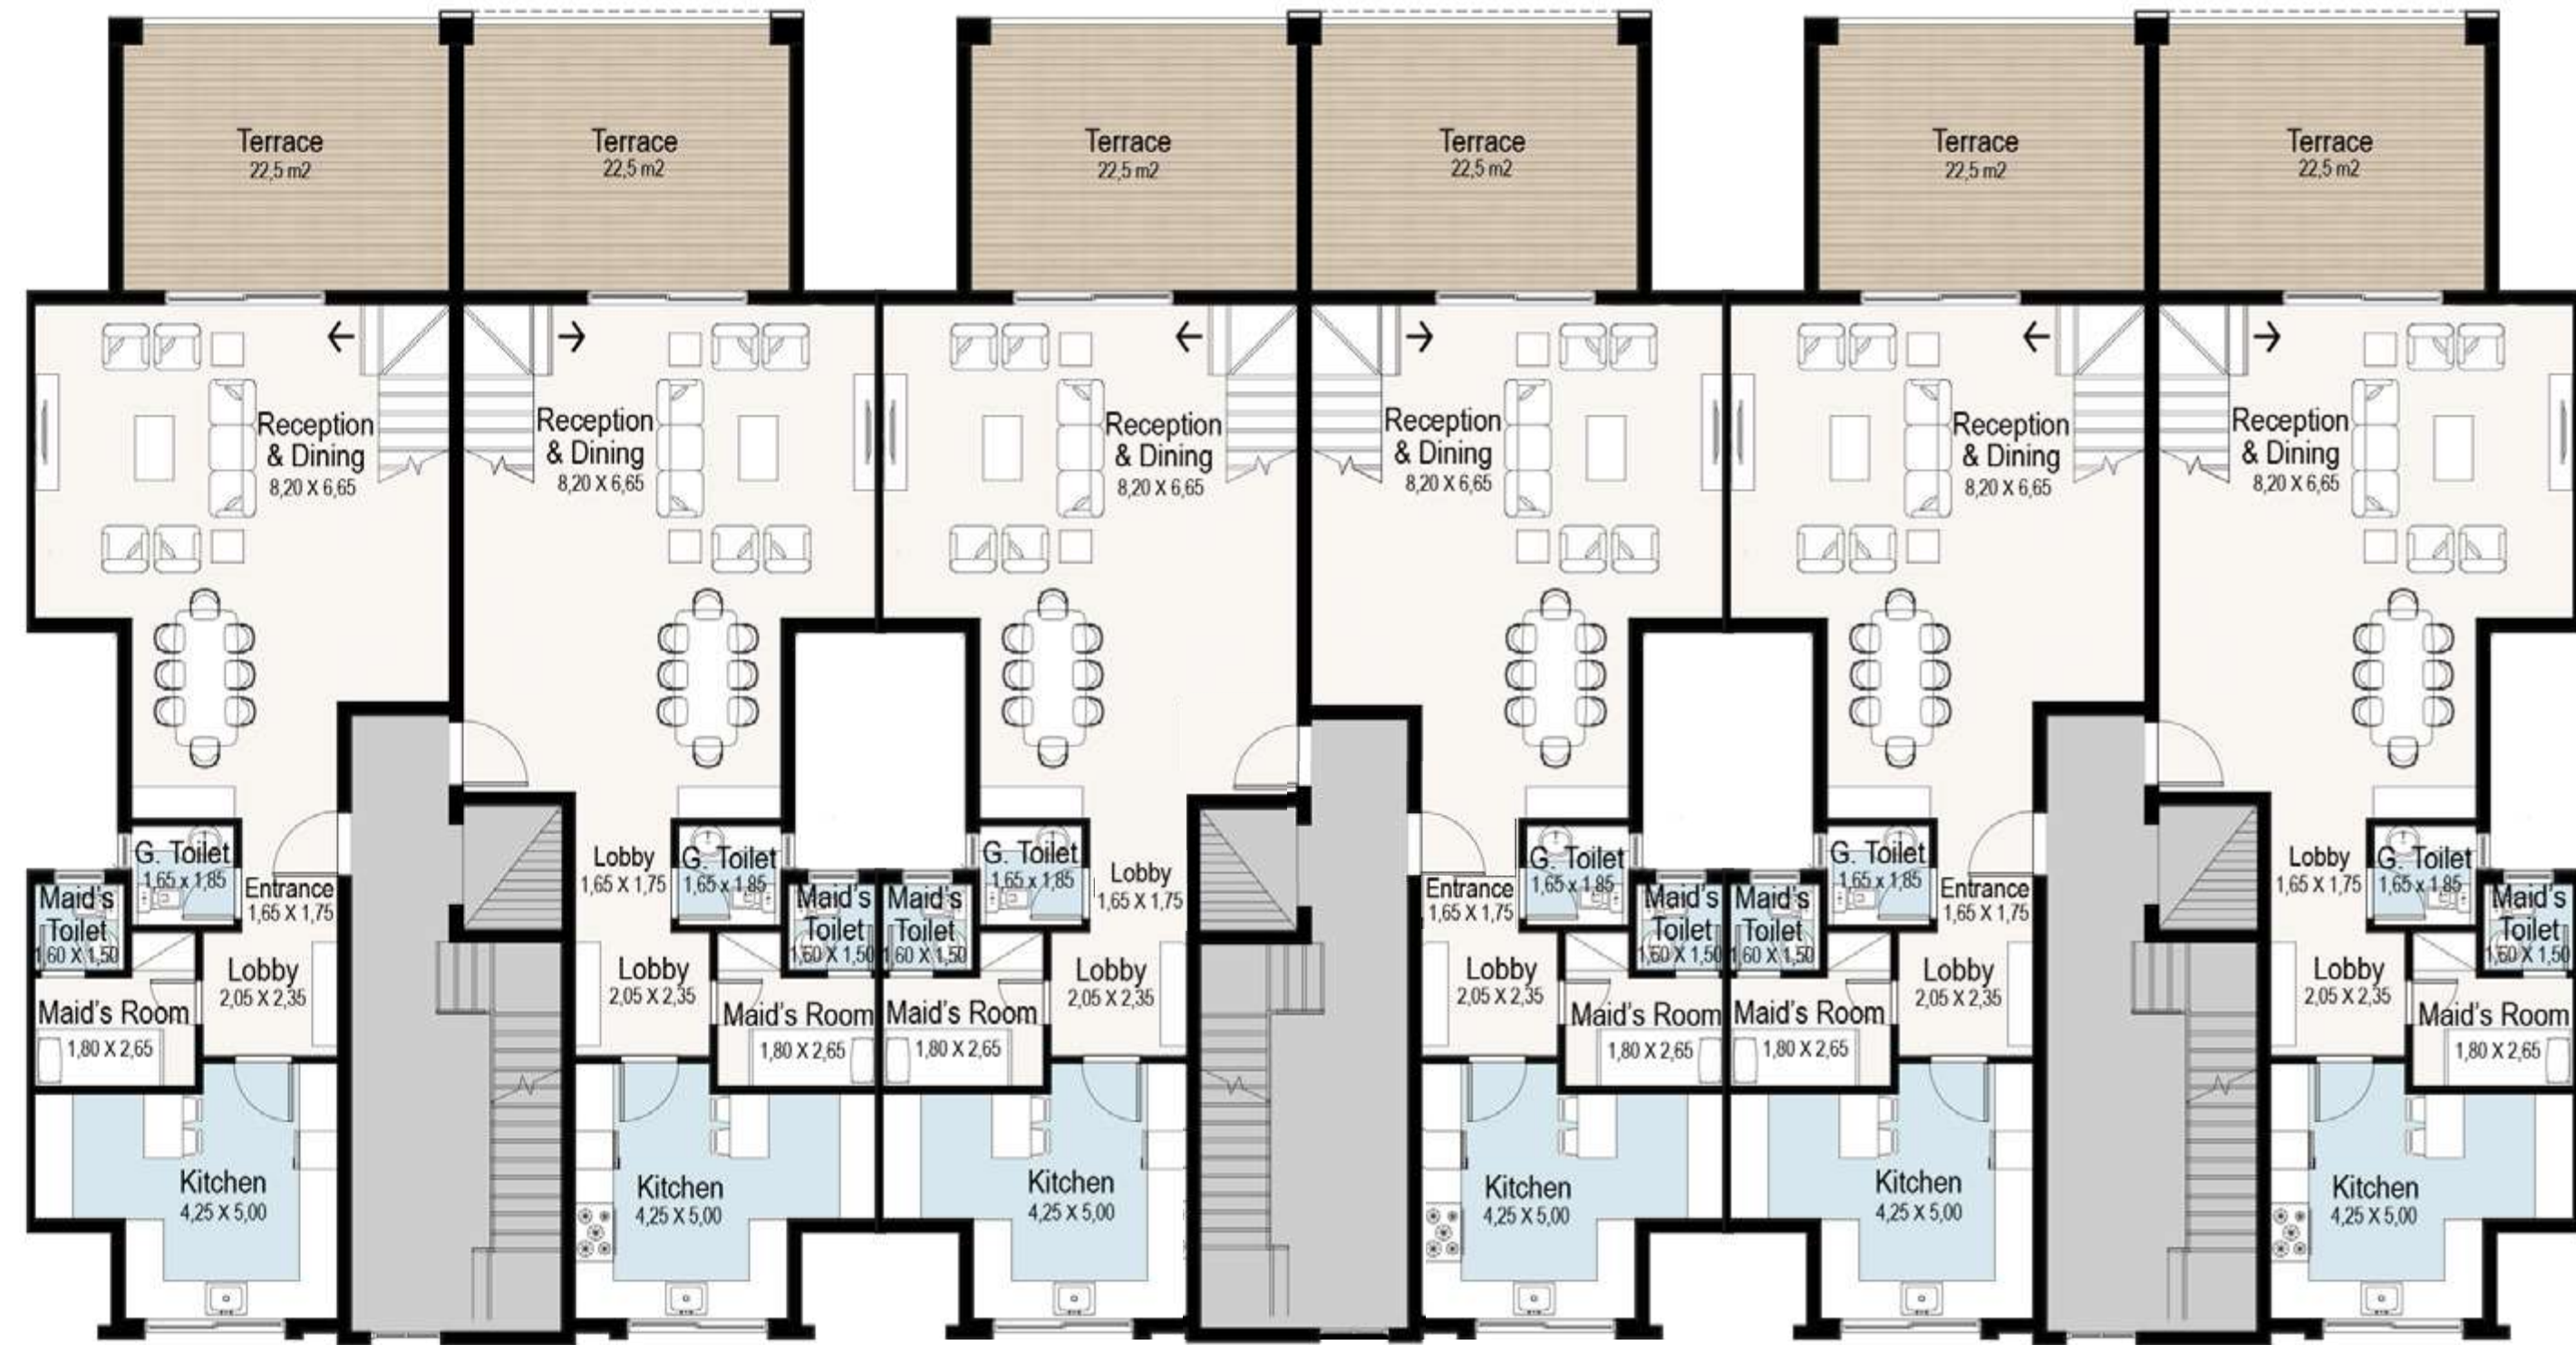 Terrace
22,5 m2
Terrace
22,5 m2
Terrace
22,5 m2
Terrace
22,5 m2
Terrace
22,5 m2
Terrace
22,5 m2
Reception
& Dining
8,20 X 6,65
Reception
& Dining
8,20 X 6,65
Reception
& Dining
8,20 X 6,65
Reception
& Dining
8,20 X 6,65
Reception
& Dining
8,20 X 6,65
Reception
& Dining
8,20 X 6,65
G. Toilet
1,65 x 1,85
Entrance
1,65 X 1,75
Maid's
Toilet
1,60 X 1,50
Lobby
2,05 X 2,35
Maid's Room
1,80 X 2,65
Kitchen
4,25 X 5,00
Lobby
1,65 X 1,75
G. Toilet
1,65 x 1,85
Maid's
Toilet
1,60 X 1,50
Lobby
2,05 X 2,35
Maid's Room
1,80 X 2,65
Kitchen
4,25 X 5,00
G. Toilet
1,65 x 1,85
Lobby
1,65 X 1,75
Maid's
Toilet
1,60 X 1,50
Lobby
2,05 X 2,35
Maid's Room
1,80 X 2,65
Kitchen
4,25 X 5,00
Entrance
1,65 X 1,75
G. Toilet
1,65 x 1,85
Maid's
Toilet
1,60 X 1,50
Lobby
2,05 X 2,35
Maid's Room
1,80 X 2,65
Kitchen
4,25 X 5,00
G. Toilet
1,65 x 1,85
Entrance
1,65 X 1,75
Maid's
Toilet
1,60 X 1,50
Lobby
2,05 X 2,35
Maid's Room
1,80 X 2,65
Kitchen
4,25 X 5,00
Lobby
1,65 X 1,75
G. Toilet
1,65 x 1,85
Maid's
Toilet
1,60 X 1,50
Lobby
2,05 X 2,35
Maid's Room
1,80 X 2,65
Kitchen
4,25 X 5,00